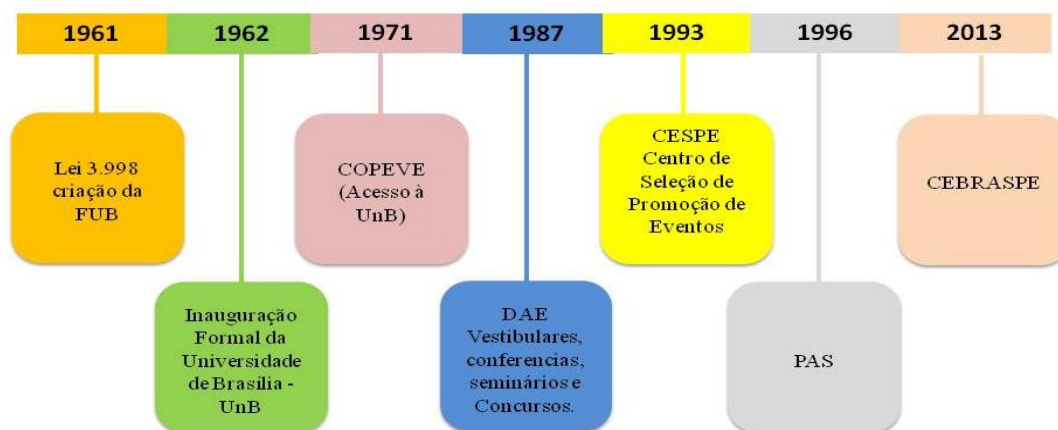 1961
1962
1971
1987
1993
1996
2013
Lei 3.998
criação da
FUB
COPEVE
(Acesso à
UnB)
CESPE
Centro de
Seleção de
Promoção de
Eventos
CEBRASPE
Inauguração
Formal da
Universidade
de Brasília -
UnB
DAE
Vestibulares,
conferencias,
seminários e
Concursos.
PAS